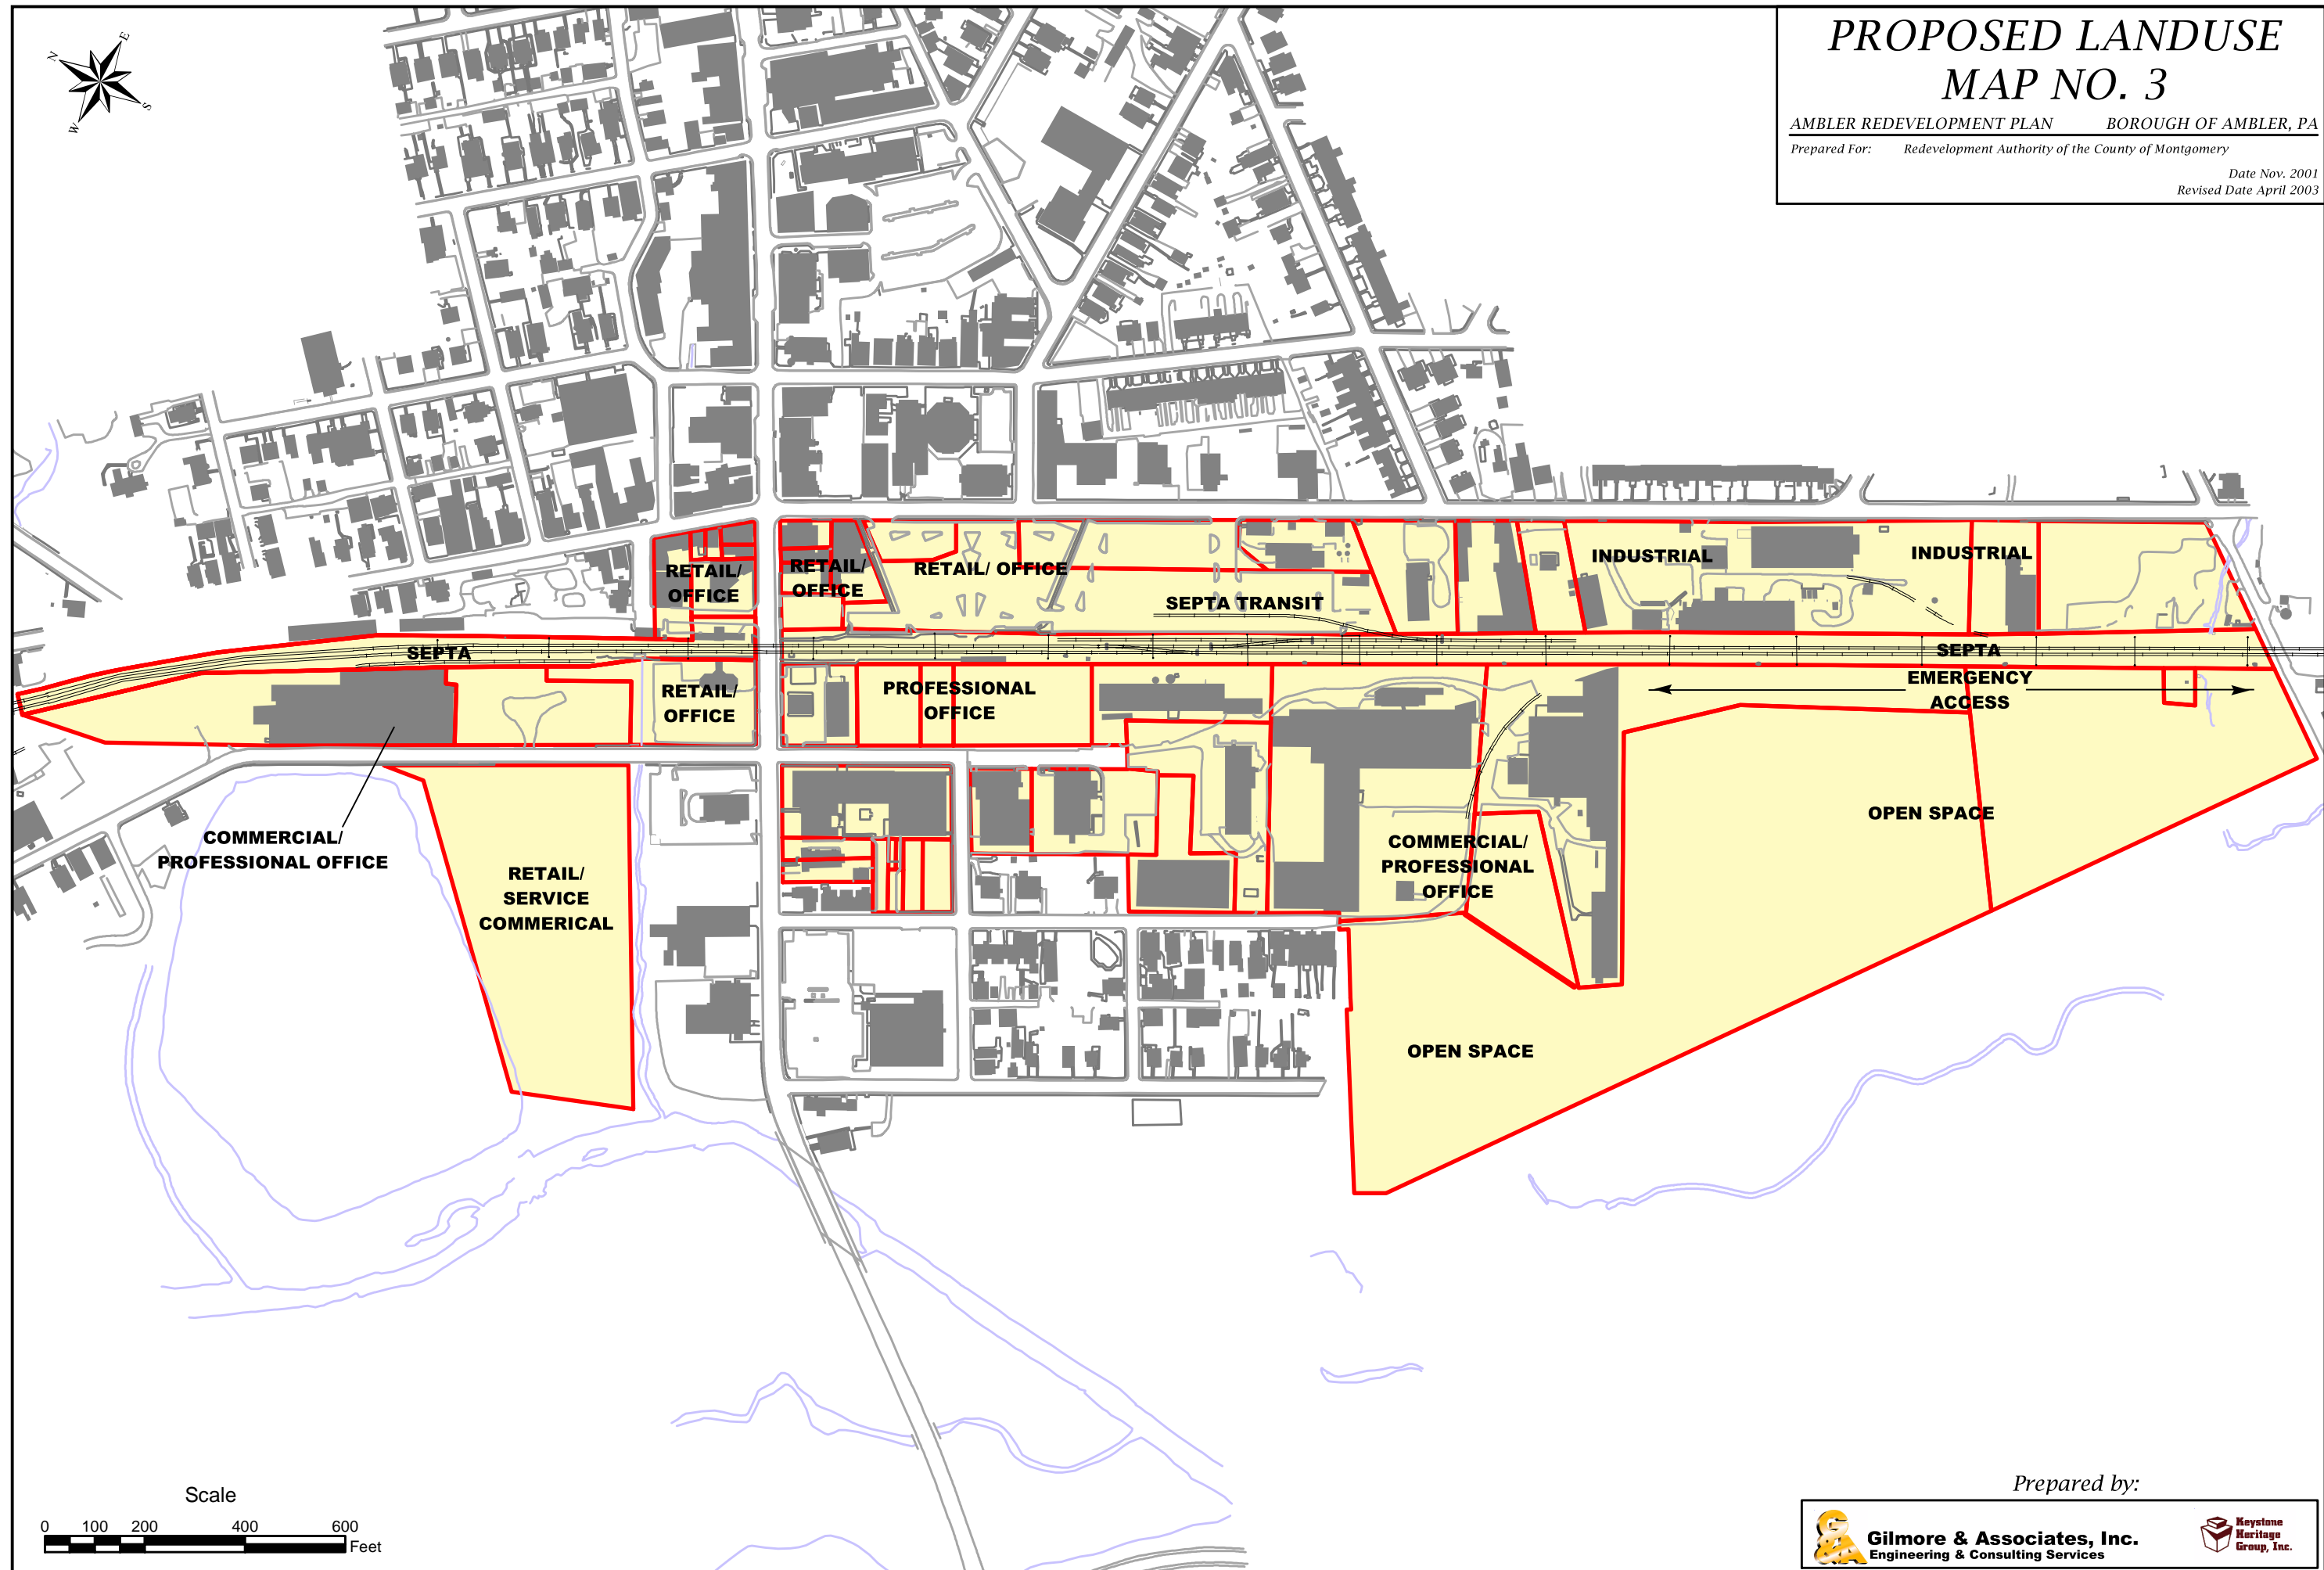 PROPOSED LANDUSE
MAP NO. 3
AMBLER REDEVELOPMENT PLAN BOROUGH OF AMBLER, PA
Prepared For: Redevelopment Authority of the County of Montgomery
Date Nov. 2001
Revised Date April 2003
N
E
S
W
RETAIL/
OFFICE
RETAIL/
OFFICE
RETAIL/ OFFICE
SEPTA TRANSIT
INDUSTRIAL
INDUSTRIAL
SEPTA
SEPTA
EMERGENCY
ACCESS
RETAIL/
OFFICE
PROFESSIONAL
OFFICE
COMMERCIAL/
PROFESSIONAL OFFICE
RETAIL/
SERVICE
COMMERICAL
COMMERCIAL/
PROFESSIONAL
OFFICE
OPEN SPACE
OPEN SPACE
Scale
0 100 200 400 600
Feet
Prepared by:
G&A
Gilmore & Associates, Inc.
Engineering & Consulting Services
Keystone
Heritage
Group, Inc.